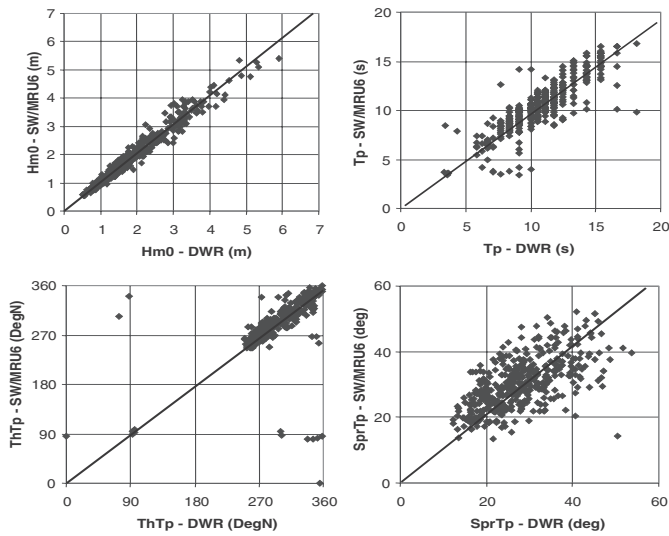 7
6
5
4
3
2
1
0
Hm0 - SW/MRU6 (m)
0 1 2 3 4 5 6 7
Hm0 - DWR (m)
20
15
10
5
0
Tp - SW/MRU6 (s)
0 5 10 15 20
Tp - DWR (s)
360
270
180
90
0
ThTp - SW/MRU6 (DegN)
0 90 180 270 360
ThTp - DWR (DegN)
60
40
20
0
SprTp - SW/MRU6 (deg)
0 20 40 60
SprTp - DWR (deg)